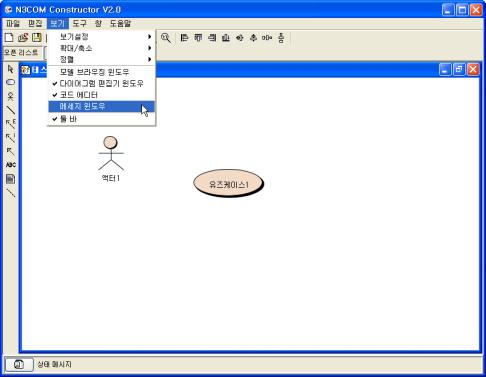 N3COM Constructor V2.0
파일 편집 보기 도구 창 도움말
보기설정
확대/축소
정렬
모델 브라우징 윈도우
다이어그램 편집기 윈도우
코드 에디터
메세지 윈도우
툴 바
오픈 리스트
테스
ABC
액터1
유즈케이스1
상태 메시지